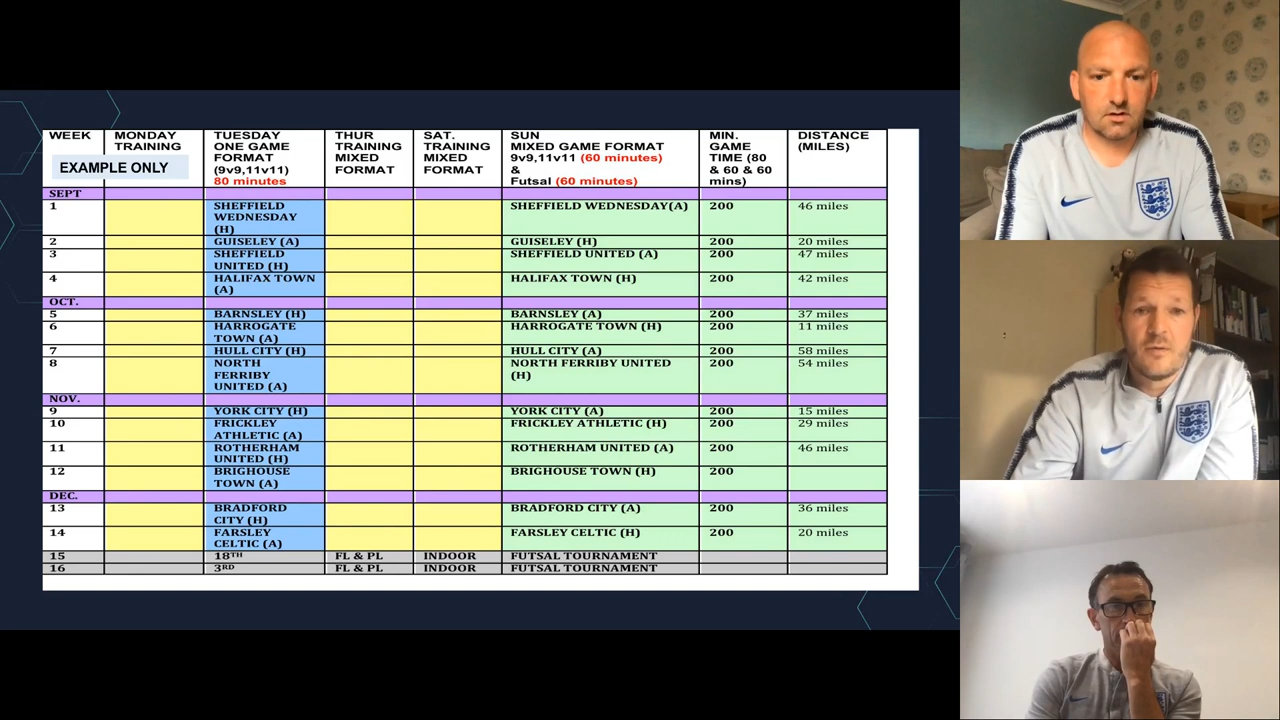 WEEK
MONDAY TRAINING
TUESDAY ONE GAME FORMAT (9v9,11v11) 80 minutes
THUR TRAINING MIXED FORMAT
SAT. TRAINING MIXED FORMAT
SUN MIXED GAME FORMAT 9v9,11v11 (60 minutes) & Futsal (60 minutes)
MIN. GAME TIME (80 & 60 & 60 mins)
DISTANCE (MILES)
EXAMPLE ONLY
SEPT
1 SHEFFIELD WEDNESDAY (H) SHEFFIELD WEDNESDAY(A) 200 46 miles
2 GUISELEY (A) GUISELEY (H) 200 20 miles
3 SHEFFIELD UNITED (H) SHEFFIELD UNITED (A) 200 47 miles
4 HALIFAX TOWN (A) HALIFAX TOWN (H) 200 42 miles
OCT.
5 BARNSLEY (H) BARNSLEY (A) 200 37 miles
6 HARROGATE TOWN (A) HARROGATE TOWN (H) 200 11 miles
7 HULL CITY (H) HULL CITY (A) 200 58 miles
8 NORTH FERRIBY UNITED (A) NORTH FERRIBY UNITED (H) 200 54 miles
NOV.
9 YORK CITY (H) YORK CITY (A) 200 15 miles
10 FRICKLEY ATHLETIC (A) FRICKLEY ATHLETIC (H) 200 29 miles
11 ROTHERHAM UNITED (H) ROTHERHAM UNITED (A) 200 46 miles
12 BRIGHOUSE TOWN (A) BRIGHOUSE TOWN (H) 200
DEC.
13 BRADFORD CITY (H) BRADFORD CITY (A) 200 36 miles
14 FARSLEY CELTIC (A) FARSLEY CELTIC (H) 200 20 miles
15 18TH FL & PL INDOOR FUTSAL TOURNAMENT
16 3RD FL & PL INDOOR FUTSAL TOURNAMENT